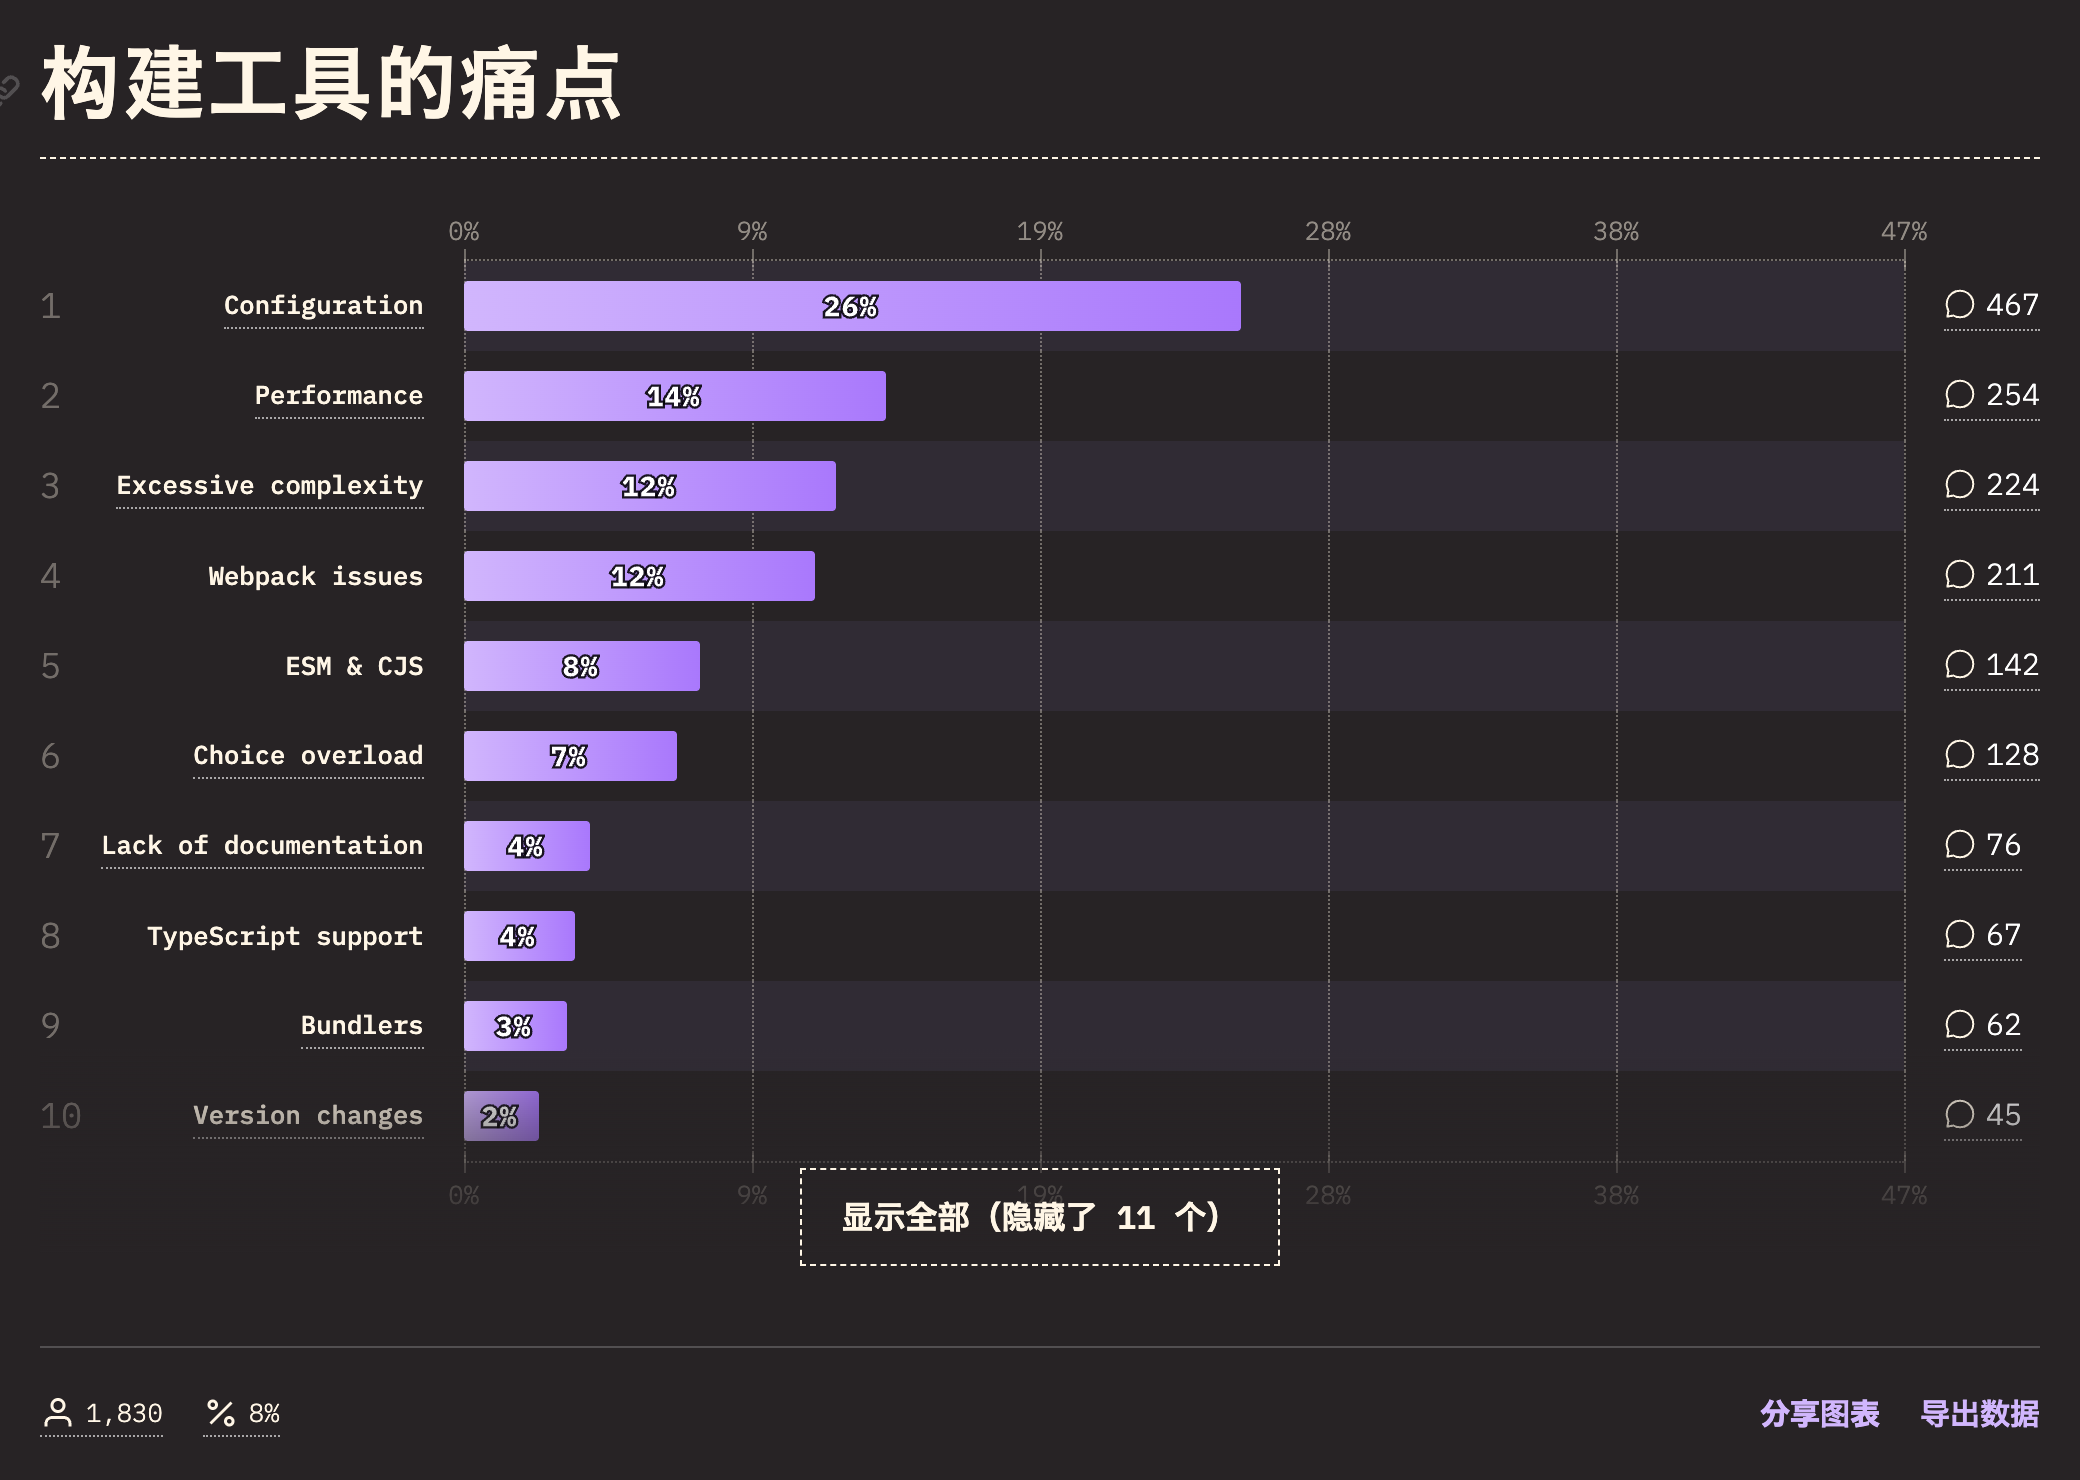 构建工具的痛点
0% 9% 19% 28% 38% 47%
1 Configuration 26% 467
2 Performance 14% 254
3 Excessive complexity 12% 224
4 Webpack issues 12% 211
5 ESM & CJS 8% 142
6 Choice overload 7% 128
7 Lack of documentation 4% 76
8 TypeScript support 4% 67
9 Bundlers 3% 62
10 Version changes 2% 45
0% 9% 19% 28% 38% 47%
显示全部（隐藏了 11 个）
1,830 8% 分享图表 导出数据